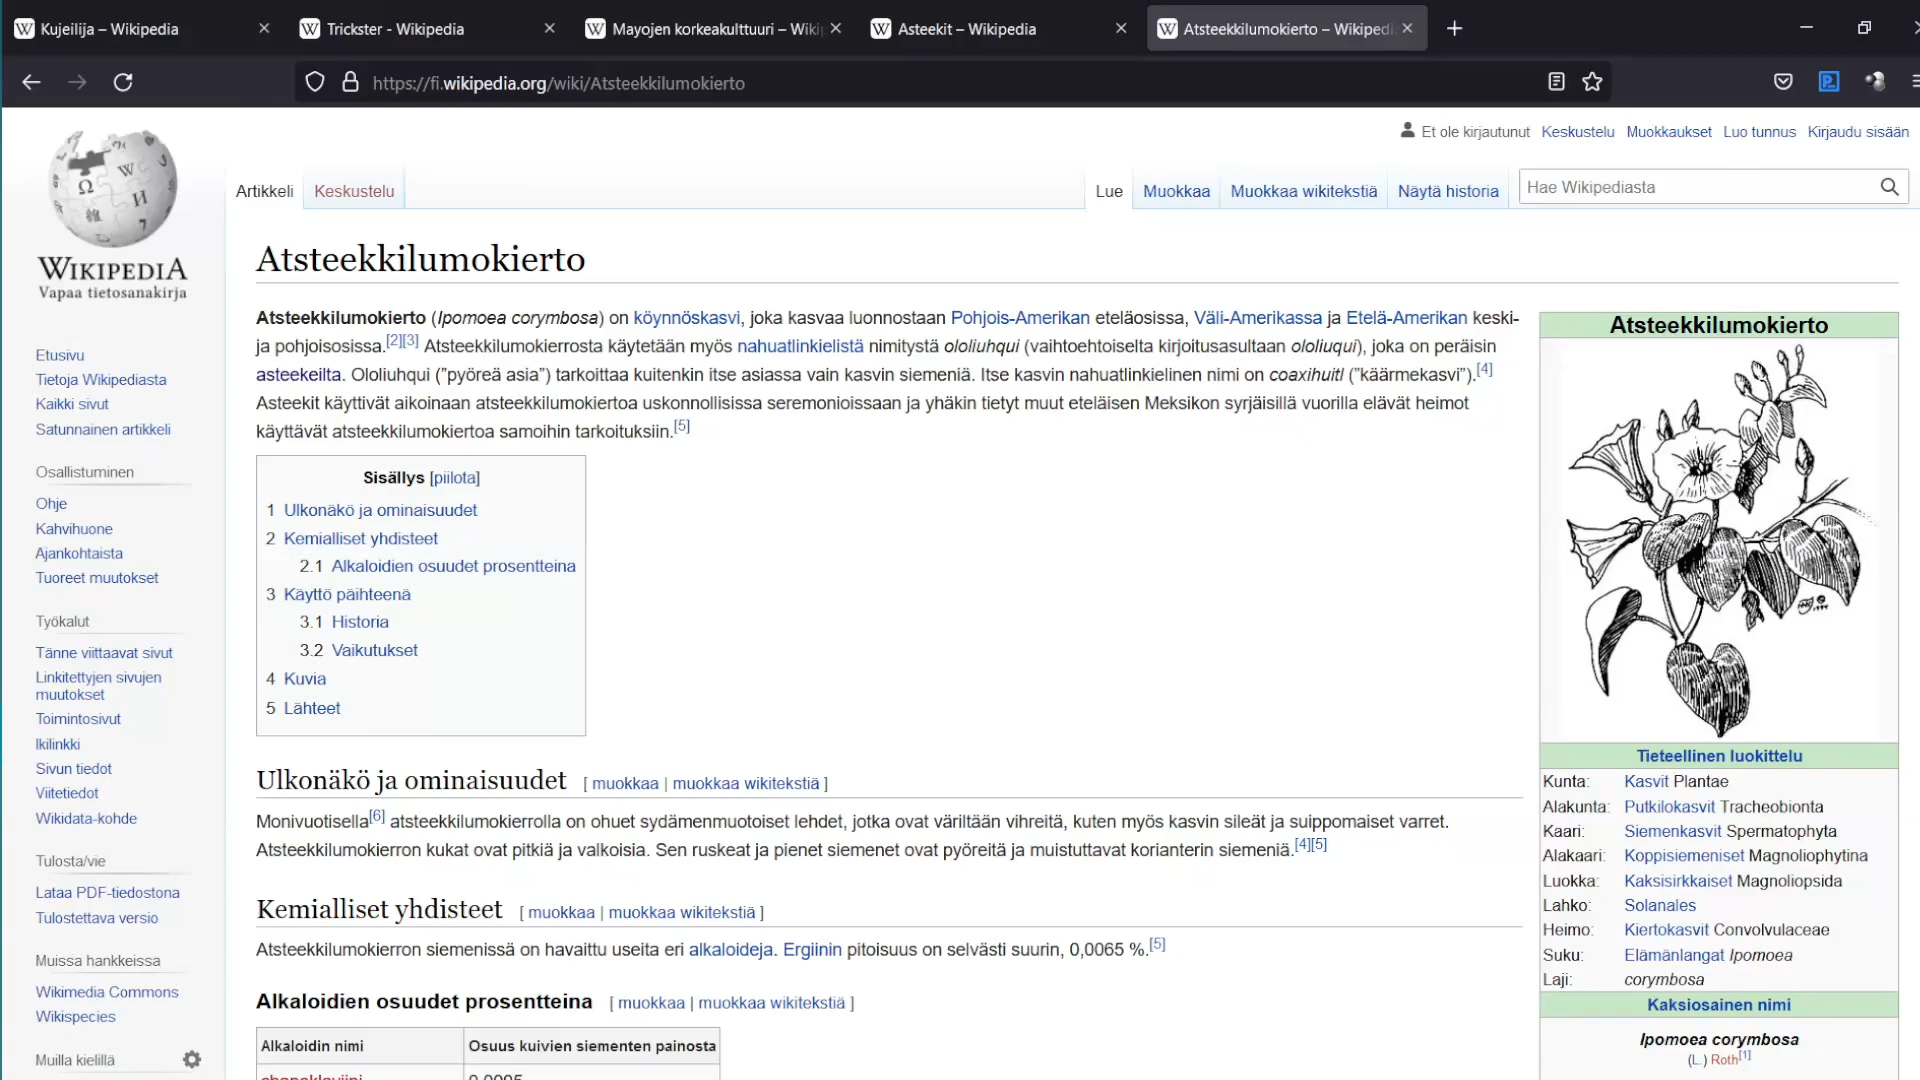 Kujeilija – Wikipedia
Trickster - Wikipedia
Mayojen korkeakulttuuri – Wiki
Asteekit – Wikipedia
Atsteekkilumokierto – Wikipedi
https://fi.wikipedia.org/wiki/Atsteekkilumokierto
Et ole kirjautunut Keskustelu Muokkaukset Luo tunnus Kirjaudu sisään
WIKIPEDIA
Vapaa tietosanakirja
Artikkeli Keskustelu Lue Muokkaa Muokkaa wikitekstiä Näytä historia Hae Wikipediasta
Etusivu
Tietoja Wikipediasta
Kaikki sivut
Satunnainen artikkeli
Osallistuminen
Ohje
Kahvihuone
Ajankohtaista
Tuoreet muutokset
Työkalut
Tänne viittaavat sivut
Linkitettyjen sivujen
muutokset
Toimintosivut
Ikilinkki
Sivun tiedot
Viitetiedot
Wikidata-kohde
Tulosta/vie
Lataa PDF-tiedostona
Tulostettava versio
Muissa hankkeissa
Wikimedia Commons
Wikispecies
Muilla kielillä
Atsteekkilumokierto
Atsteekkilumokierto (Ipomoea corymbosa) on köynnöskasvi, joka kasvaa luonnostaan Pohjois-Amerikan eteläosissa, Väli-Amerikassa ja Etelä-Amerikan keski-
ja pohjoisosissa.[2][3] Atsteekkilumokierrosta käytetään myös nahuatlinkielistä nimitystä ololiuhqui (vaihtoehtoiselta kirjoitusasultaan ololiuqui), joka on peräisin
asteekeilta. Ololiuhqui (”pyöreä asia”) tarkoittaa kuitenkin itse asiassa vain kasvin siemeniä. Itse kasvin nahuatlinkielinen nimi on coaxihuitl (”käärmekasvi”).[4]
Asteekit käyttivät aikoinaan atsteekkilumokiertoa uskonnollisissa seremonioissaan ja yhäkin tietyt muut eteläisen Meksikon syrjäisillä vuorilla elävät heimot
käyttävät atsteekkilumokiertoa samoihin tarkoituksiin.[5]
Sisällys [piilota]
1 Ulkonäkö ja ominaisuudet
2 Kemialliset yhdisteet
2.1 Alkaloidien osuudet prosentteina
3 Käyttö päihteenä
3.1 Historia
3.2 Vaikutukset
4 Kuvia
5 Lähteet
Ulkonäkö ja ominaisuudet [ muokkaa | muokkaa wikitekstiä ]
Monivuotisella[6] atsteekkilumokierrolla on ohuet sydämenmuotoiset lehdet, jotka ovat väriltään vihreitä, kuten myös kasvin sileät ja suippomaiset varret.
Atsteekkilumokierron kukat ovat pitkiä ja valkoisia. Sen ruskeat ja pienet siemenet ovat pyöreitä ja muistuttavat korianterin siemeniä.[4][5]
Kemialliset yhdisteet [ muokkaa | muokkaa wikitekstiä ]
Atsteekkilumokierron siemenissä on havaittu useita eri alkaloideja. Ergiinin pitoisuus on selvästi suurin, 0,0065 %.[5]
Alkaloidien osuudet prosentteina [ muokkaa | muokkaa wikitekstiä ]
Alkaloidin nimi Osuus kuivien siementen painosta
Atsteekkilumokierto
Tieteellinen luokittelu
Kunta: Kasvit Plantae
Alakunta: Putkilokasvit Tracheobionta
Kaari: Siemenkasvit Spermatophyta
Alakaari: Koppisiemeniset Magnoliophytina
Luokka: Kaksisirkkaiset Magnoliopsida
Lahko: Solanales
Heimo: Kiertokasvit Convolvulaceae
Suku: Elämänlangat Ipomoea
Laji: corymbosa
Kaksiosainen nimi
Ipomoea corymbosa
(L.) Roth[1]